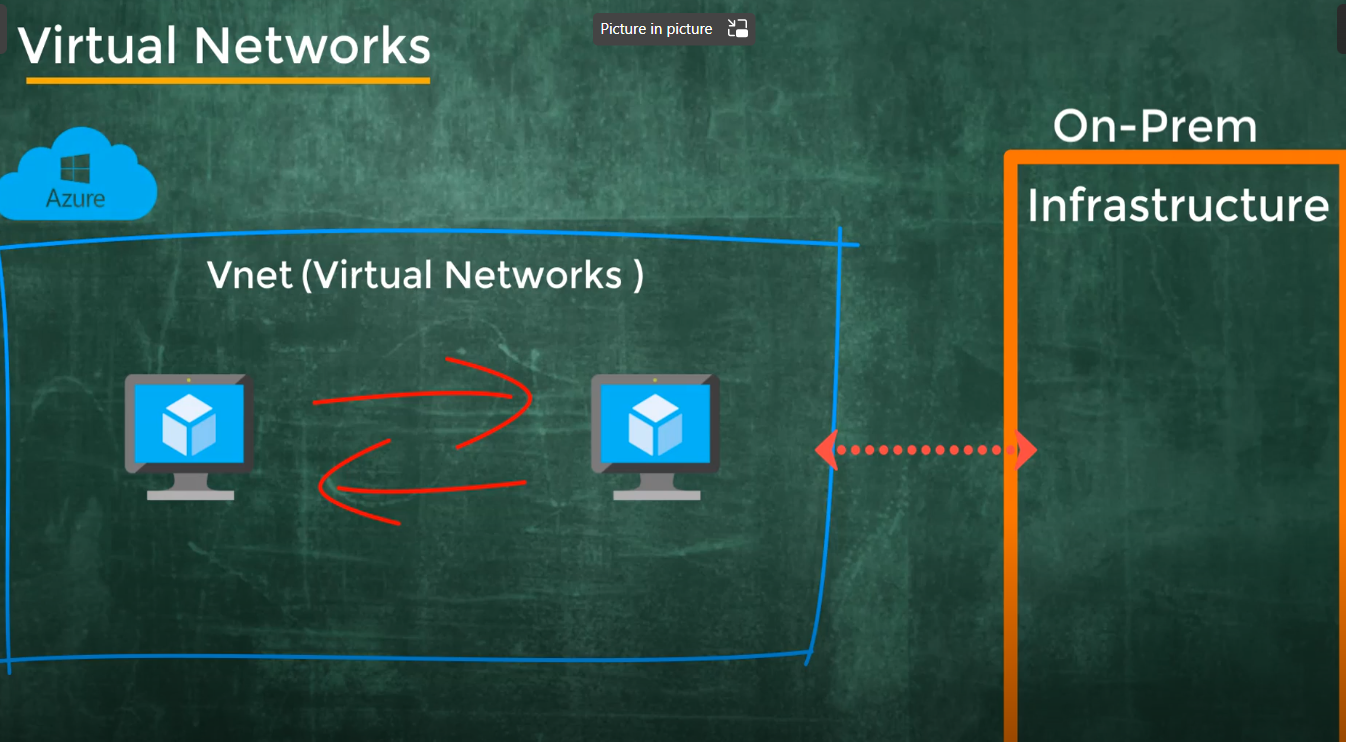 Virtual Networks
Picture in picture
On-Prem
Infrastructure
Azure
Vnet (Virtual Networks )